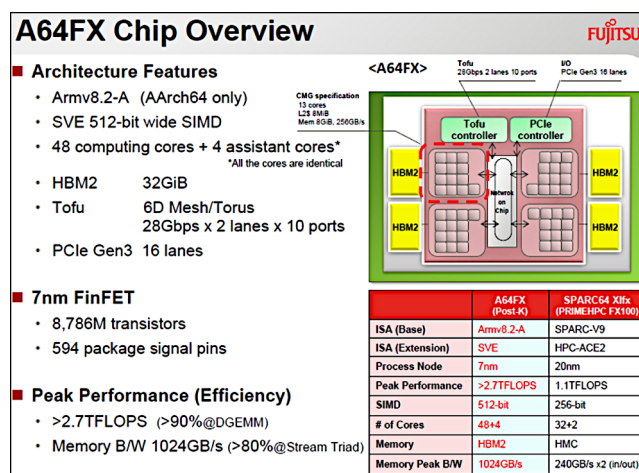 A64FX Chip Overview
FUJITSU
Architecture Features
• Armv8.2-A (AArch64 only)
• SVE 512-bit wide SIMD
• 48 computing cores + 4 assistant cores*
*All the cores are identical
• HBM2 32GiB
• Tofu 6D Mesh/Torus
28Gbps x 2 lanes x 10 ports
• PCIe Gen3 16 lanes
7nm FinFET
• 8,786M transistors
• 594 package signal pins
Peak Performance (Efficiency)
• >2.7TFLOPS (>90%@DGEMM)
• Memory B/W 1024GB/s (>80%@Stream Triad)
<A64FX>
Tofu
28Gbps 2 lanes 10 ports
I/O
PCIe Gen3 16 lanes
CMG specification
13 cores
L2$ 8MiB
Mem 8GiB, 256GB/s
Tofu
controller
PCIe
controller
HBM2
HBM2
HBM2
HBM2
Network
on
Chip
A64FX
(Post-K)
SPARC64 XIfx
(PRIMEHPC FX100)
ISA (Base) Armv8.2-A SPARC-V9
ISA (Extension) SVE HPC-ACE2
Process Node 7nm 20nm
Peak Performance >2.7TFLOPS 1.1TFLOPS
SIMD 512-bit 256-bit
# of Cores 48+4 32+2
Memory HBM2 HMC
Memory Peak B/W 1024GB/s 240GB/s x2 (in/out)